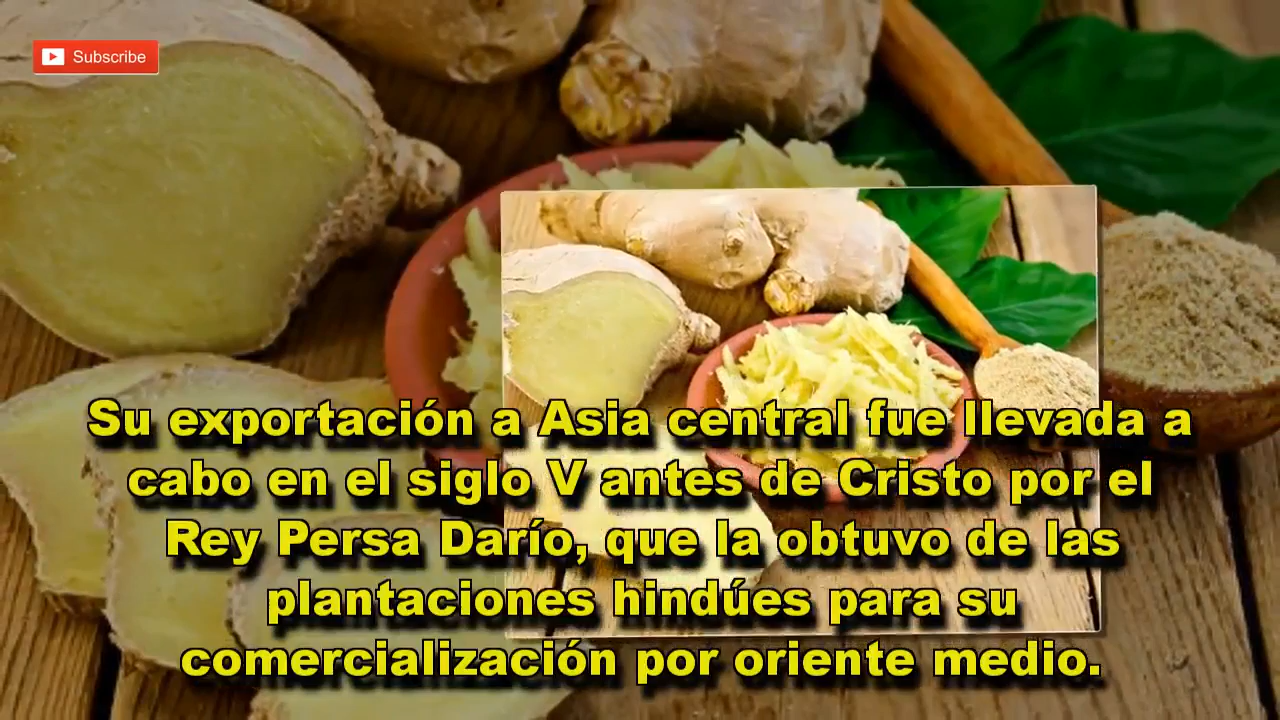 Subscribe
Su exportación a Asia central fue llevada a
cabo en el siglo V antes de Cristo por el
Rey Persa Darío, que la obtuvo de las
plantaciones hindúes para su
comercialización por oriente medio.